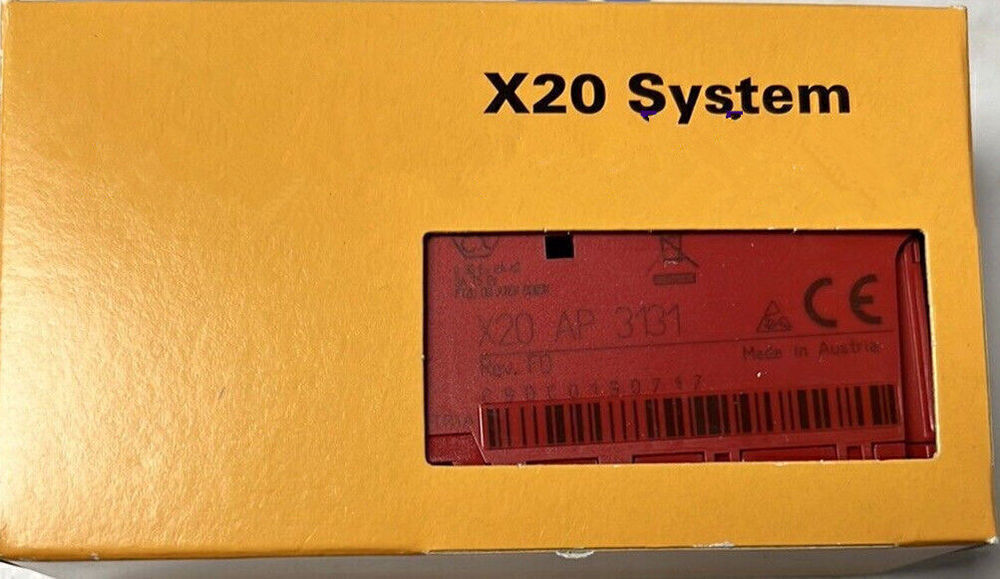 X20 System
X20 AP 3131
CE
Rev. F0
Made in Austria